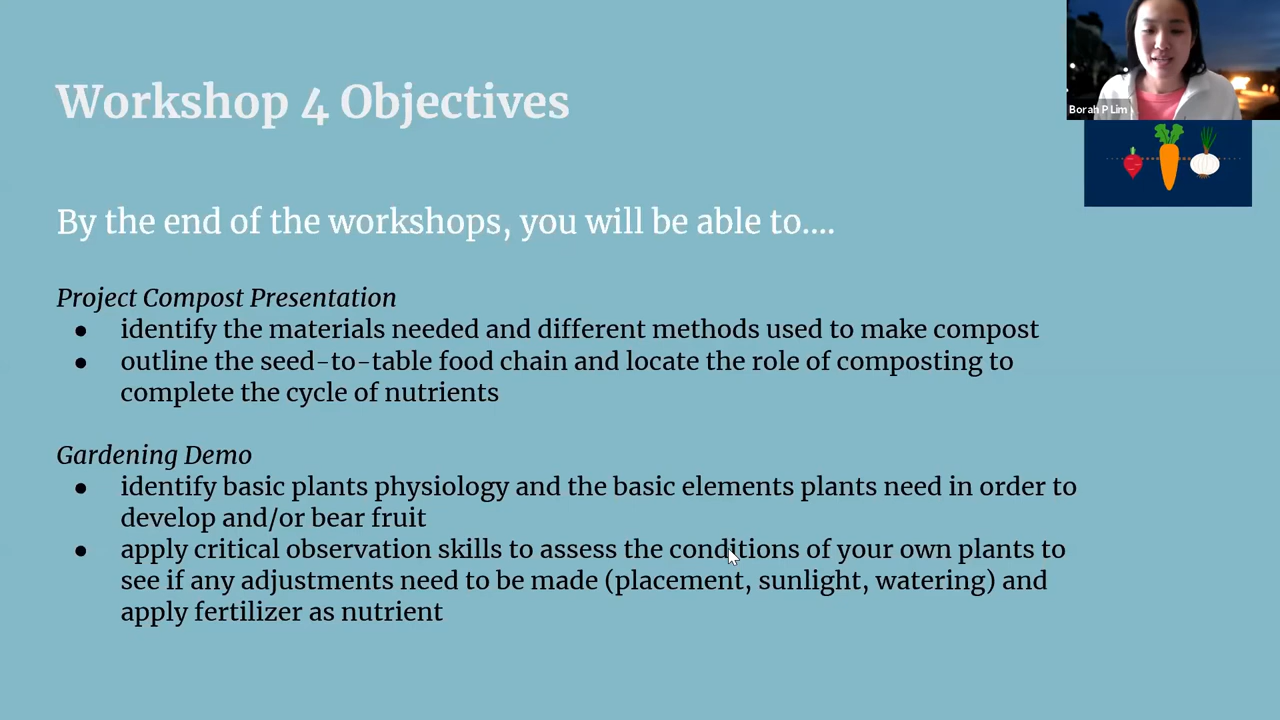 Workshop 4 Objectives
Borah P Lim
By the end of the workshops, you will be able to....
Project Compost Presentation
● identify the materials needed and different methods used to make compost
● outline the seed-to-table food chain and locate the role of composting to
complete the cycle of nutrients
Gardening Demo
● identify basic plants physiology and the basic elements plants need in order to
develop and/or bear fruit
● apply critical observation skills to assess the conditions of your own plants to
see if any adjustments need to be made (placement, sunlight, watering) and
apply fertilizer as nutrient